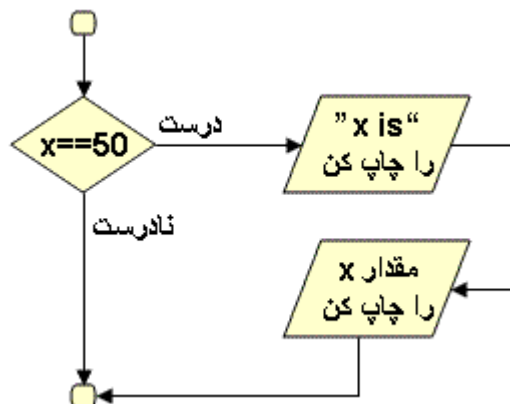 x==50
درست
“x is”
را چاپ کن
نادرست
مقدار x
را چاپ کن